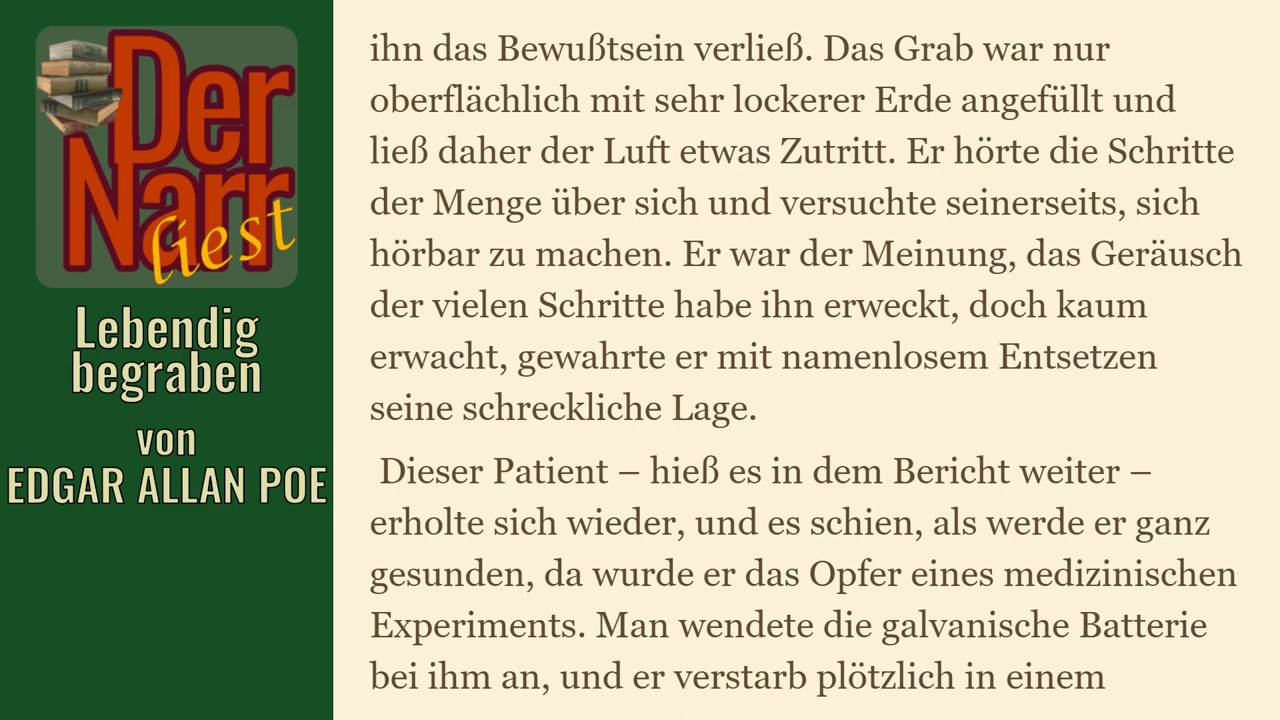 Der
Narr
liest
Lebendig
begraben
von
EDGAR ALLAN POE
ihn das Bewußtsein verließ. Das Grab war nur
oberflächlich mit sehr lockerer Erde angefüllt und
ließ daher der Luft etwas Zutritt. Er hörte die Schritte
der Menge über sich und versuchte seinerseits, sich
hörbar zu machen. Er war der Meinung, das Geräusch
der vielen Schritte habe ihn erweckt, doch kaum
erwacht, gewahrte er mit namenlosem Entsetzen
seine schreckliche Lage.
Dieser Patient – hieß es in dem Bericht weiter –
erholte sich wieder, und es schien, als werde er ganz
gesunden, da wurde er das Opfer eines medizinischen
Experiments. Man wendete die galvanische Batterie
bei ihm an, und er verstarb plötzlich in einem